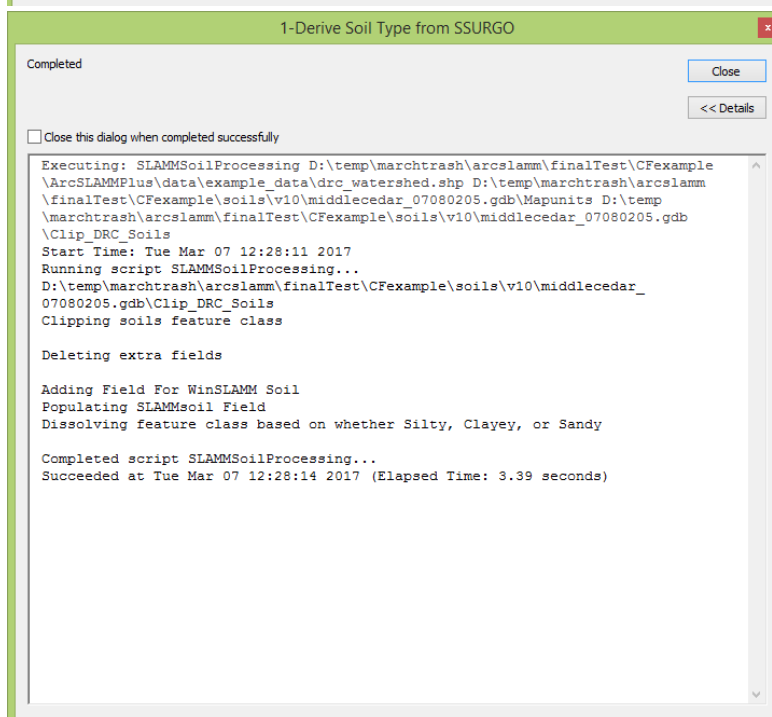 1-Derive Soil Type from SSURGO
x
Completed
Close
<< Details
Close this dialog when completed successfully
Executing: SLAMMSoilProcessing D:\temp\marchtrash\arcslamm\finalTest\CFexample
\ArcSLAMMPlus\data\example_data\drc_watershed.shp D:\temp\marchtrash\arcslamm
\finalTest\CFexample\soils\v10\middlecedar_07080205.gdb\Mapunits D:\temp
\marchtrash\arcslamm\finalTest\CFexample\soils\v10\middlecedar_07080205.gdb
\Clip_DRC_Soils
Start Time: Tue Mar 07 12:28:11 2017
Running script SLAMMSoilProcessing...
D:\temp\marchtrash\arcslamm\finalTest\CFexample\soils\v10\middlecedar_
07080205.gdb\Clip_DRC_Soils
Clipping soils feature class
Deleting extra fields
Adding Field For WinSLAMM Soil
Populating SLAMMsoil Field
Dissolving feature class based on whether Silty, Clayey, or Sandy
Completed script SLAMMSoilProcessing...
Succeeded at Tue Mar 07 12:28:14 2017 (Elapsed Time: 3.39 seconds)